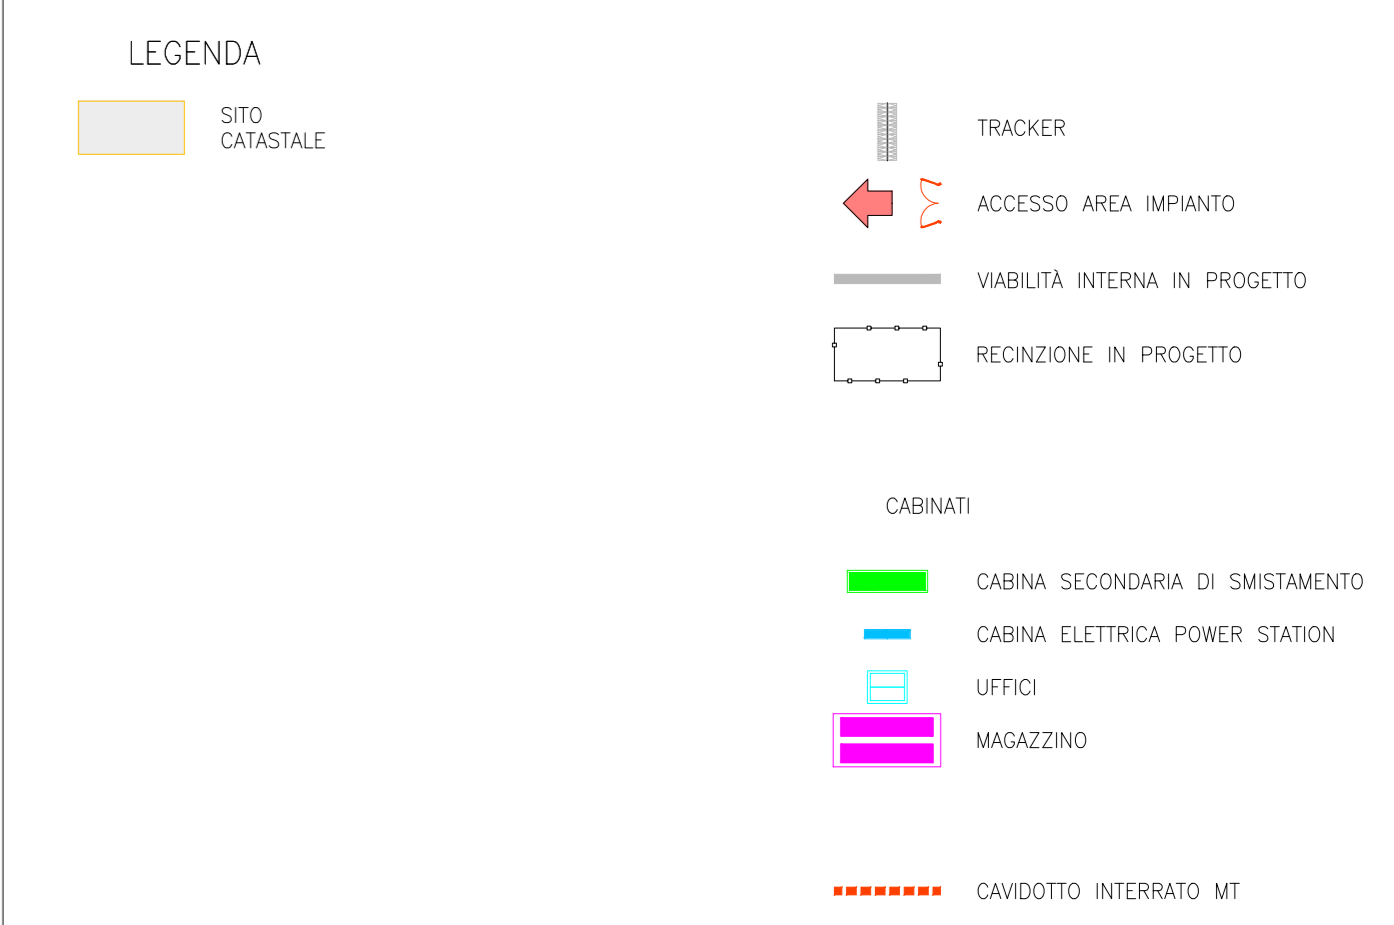 LEGENDA
SITO
CATASTALE
TRACKER
ACCESSO AREA IMPIANTO
VIABILITÀ INTERNA IN PROGETTO
RECINZIONE IN PROGETTO
CABINATI
CABINA SECONDARIA DI SMISTAMENTO
CABINA ELETTRICA POWER STATION
UFFICI
MAGAZZINO
CAVIDOTTO INTERRATO MT